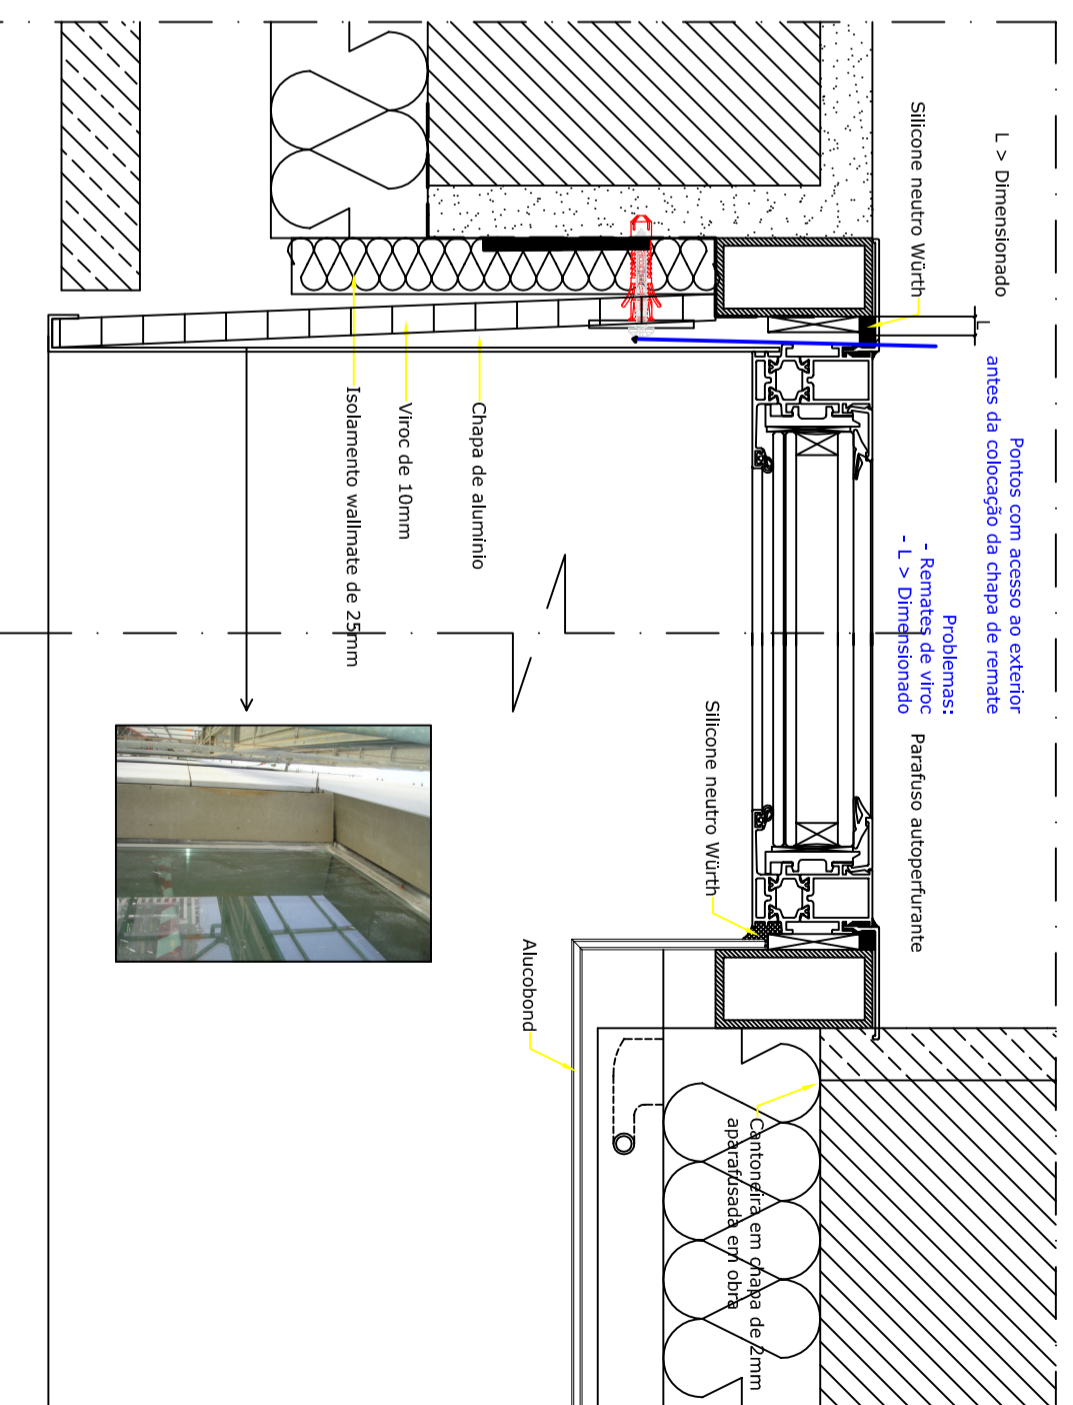 L > Dimensionado
Silicone neutro Würth
L
Pontos com acesso ao exterior
antes da colocação da chapa de remate
Problemas:
- Remates de viroc
- L > Dimensionado
Parafuso autoperfurante
Chapa de aluminio
Viroc de 10mm
Isolamento wallmate de 25mm
Silicone neutro Würth
Alucobond
Cantoneira em chapa de 2mm
aparafusada em obra